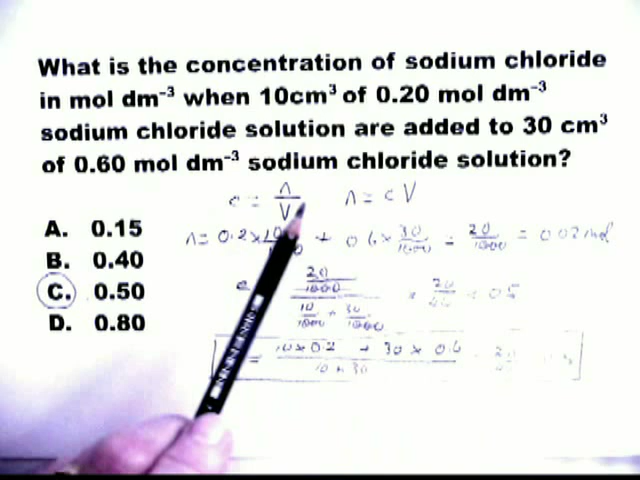 What is the concentration of sodium chloride
in mol dm⁻³ when 10cm³ of 0.20 mol dm⁻³
sodium chloride solution are added to 30 cm³
of 0.60 mol dm⁻³ sodium chloride solution?
c = n/V n = cV
A. 0.15
n = 0.2 × 10/ + 0.6 × 30/1000 = 20/1000 = 0.02 mol
B. 0.40
C. 0.50
20/1000 / 10/1000 + 30/1000 = 0.5
D. 0.80
= 10 × 0.2 + 30 × 0.6 / 10 + 30